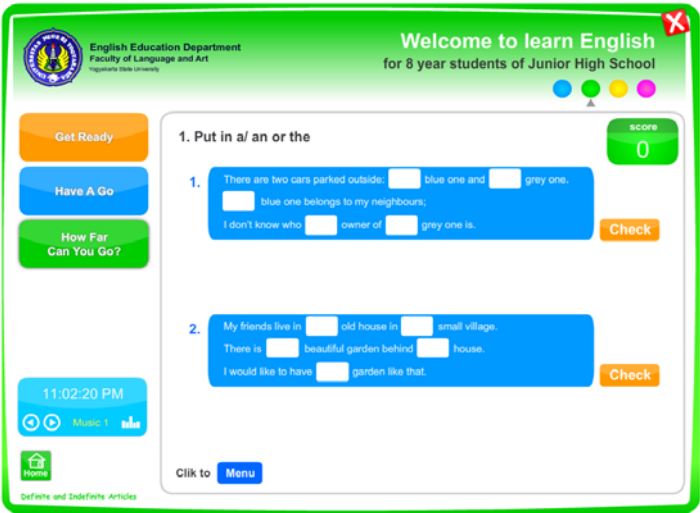 English Education Department
Faculty of Language and Art
Yogyakarta State University
Welcome to learn English
for 8 year students of Junior High School
Get Ready
Have A Go
How Far
Can You Go?
1. Put in a/ an or the
score
0
1.
There are two cars parked outside: blue one and grey one.
blue one belongs to my neighbours;
I don't know who owner of grey one is.
Check
2.
My friends live in old house in small village.
There is beautiful garden behind house.
I would like to have garden like that.
Check
11:02:20 PM
Music 1
Home
Clik to Menu
Definite and Indefinite Articles